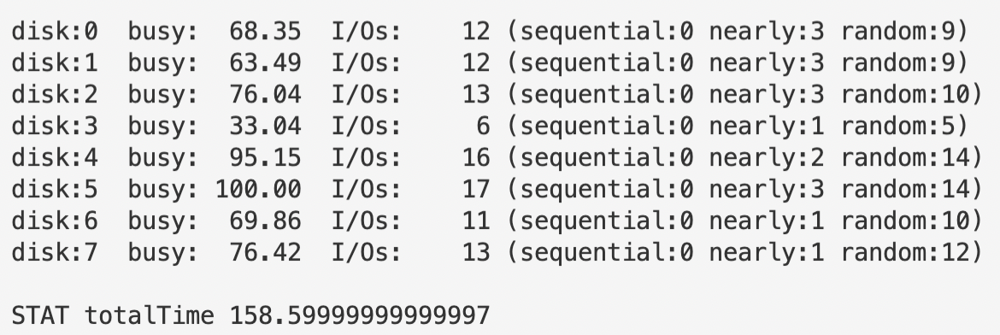 disk:0  busy:  68.35  I/Os:    12 (sequential:0 nearly:3 random:9)
disk:1  busy:  63.49  I/Os:    12 (sequential:0 nearly:3 random:9)
disk:2  busy:  76.04  I/Os:    13 (sequential:0 nearly:3 random:10)
disk:3  busy:  33.04  I/Os:     6 (sequential:0 nearly:1 random:5)
disk:4  busy:  95.15  I/Os:    16 (sequential:0 nearly:2 random:14)
disk:5  busy: 100.00  I/Os:    17 (sequential:0 nearly:3 random:14)
disk:6  busy:  69.86  I/Os:    11 (sequential:0 nearly:1 random:10)
disk:7  busy:  76.42  I/Os:    13 (sequential:0 nearly:1 random:12)

STAT totalTime 158.59999999999997